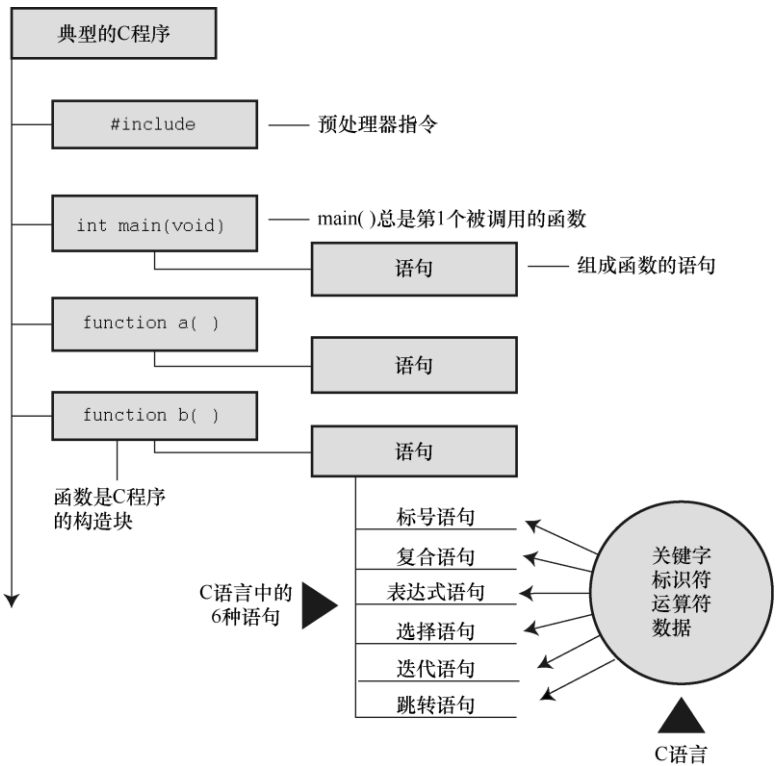 典型的C程序
#include
预处理器指令
int main(void)
main( )总是第1个被调用的函数
语句
组成函数的语句
function a( )
语句
function b( )
语句
函数是C程序
的构造块
标号语句
复合语句
表达式语句
选择语句
迭代语句
跳转语句
C语言中的
6种语句
关键字
标识符
运算符
数据
C语言